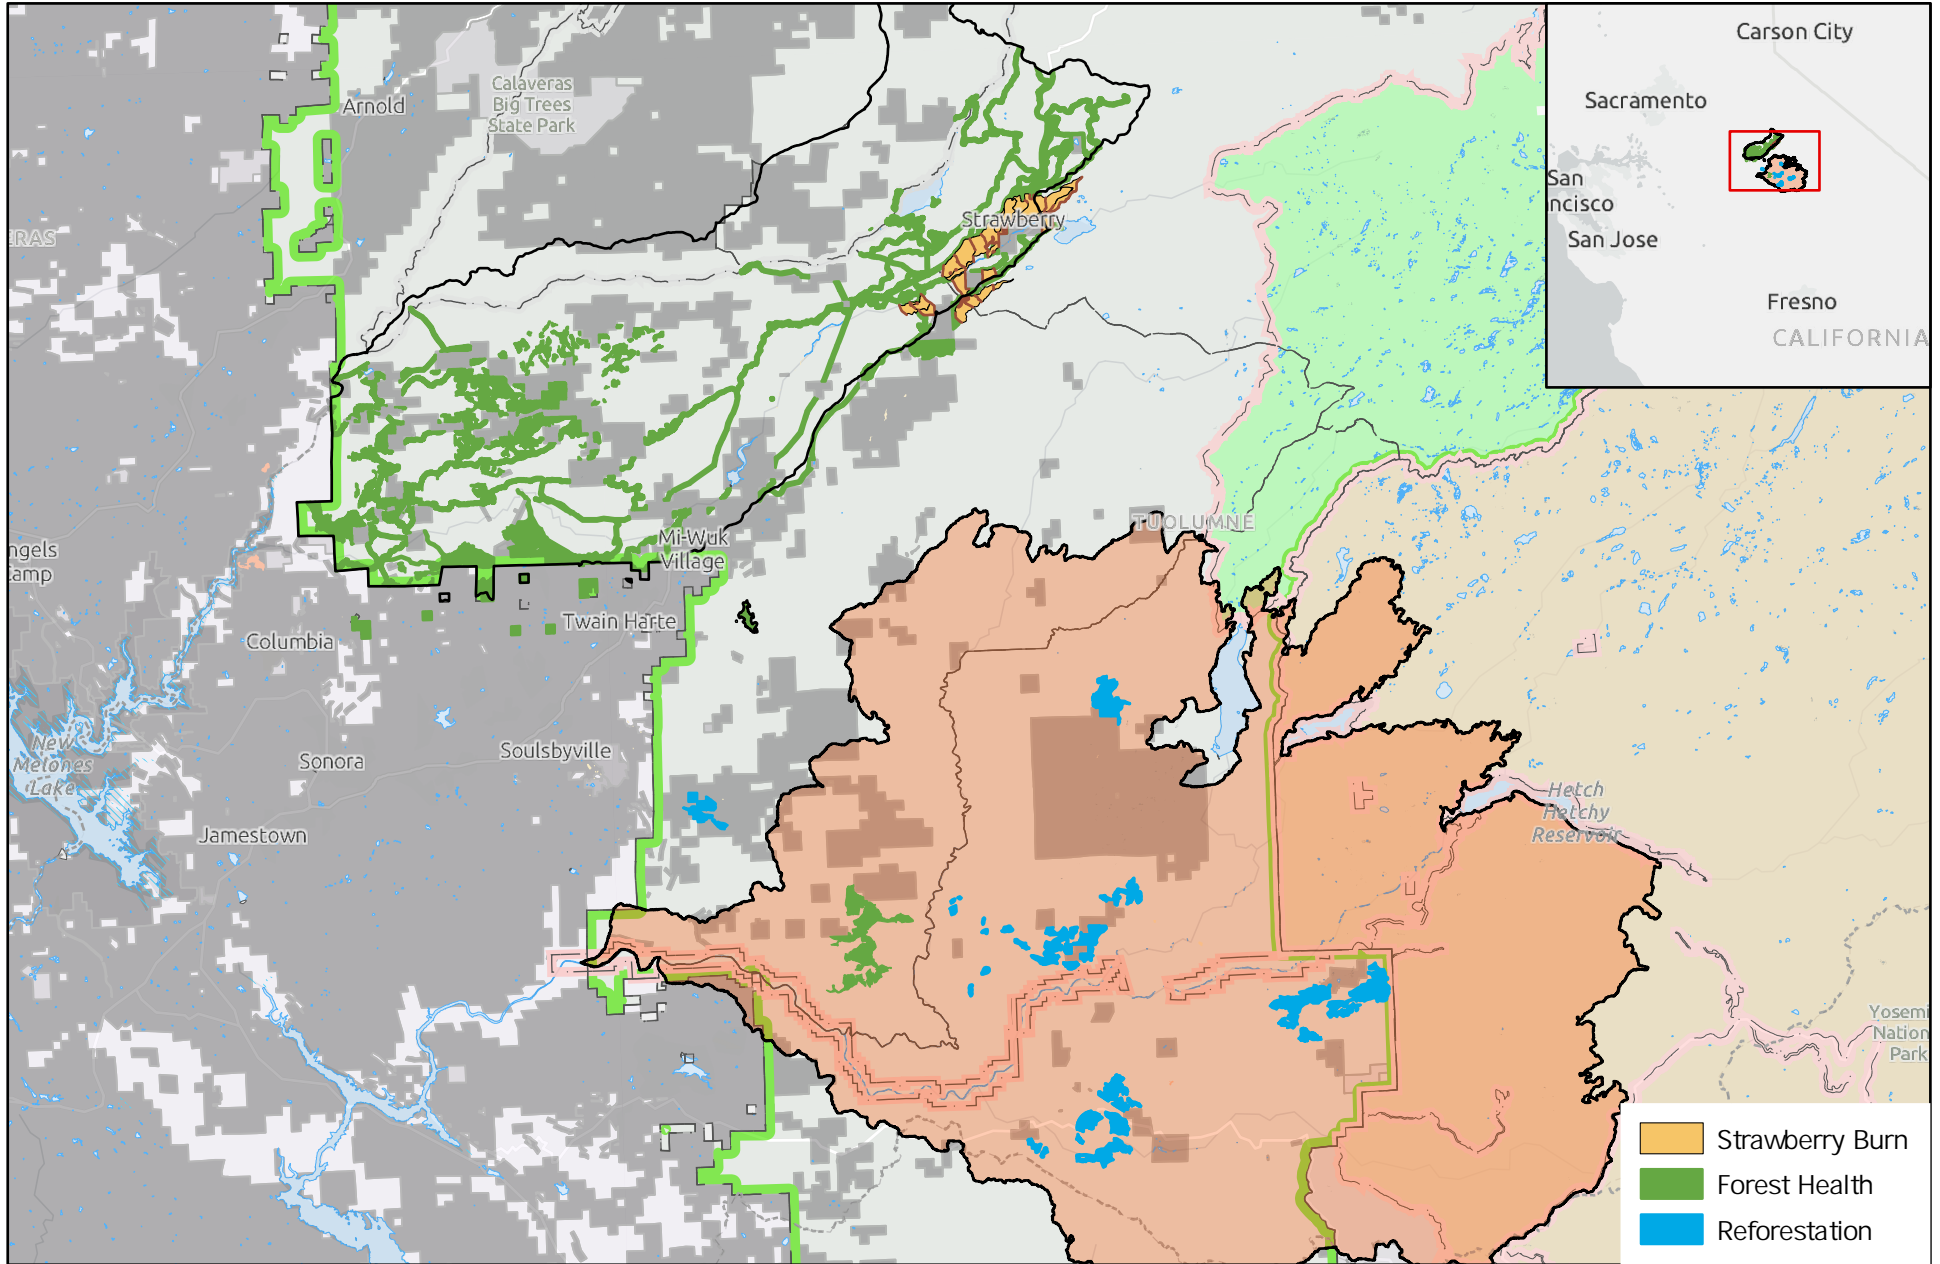 Carson City
Sacramento
San
ncisco
San Jose
Fresno
CALIFORNIA
Arnold
Calaveras
Big Trees
State Park
ERAS
Strawberry
TUOLUMNE
Mi-Wuk
Village
ngels
Camp
Twain Harte
Columbia
New
Melones
Lake
Sonora
Soulsbyville
Jamestown
Hetch
Hetchy
Reservoir
Yosemi
Nation
Park
Strawberry Burn
Forest Health
Reforestation